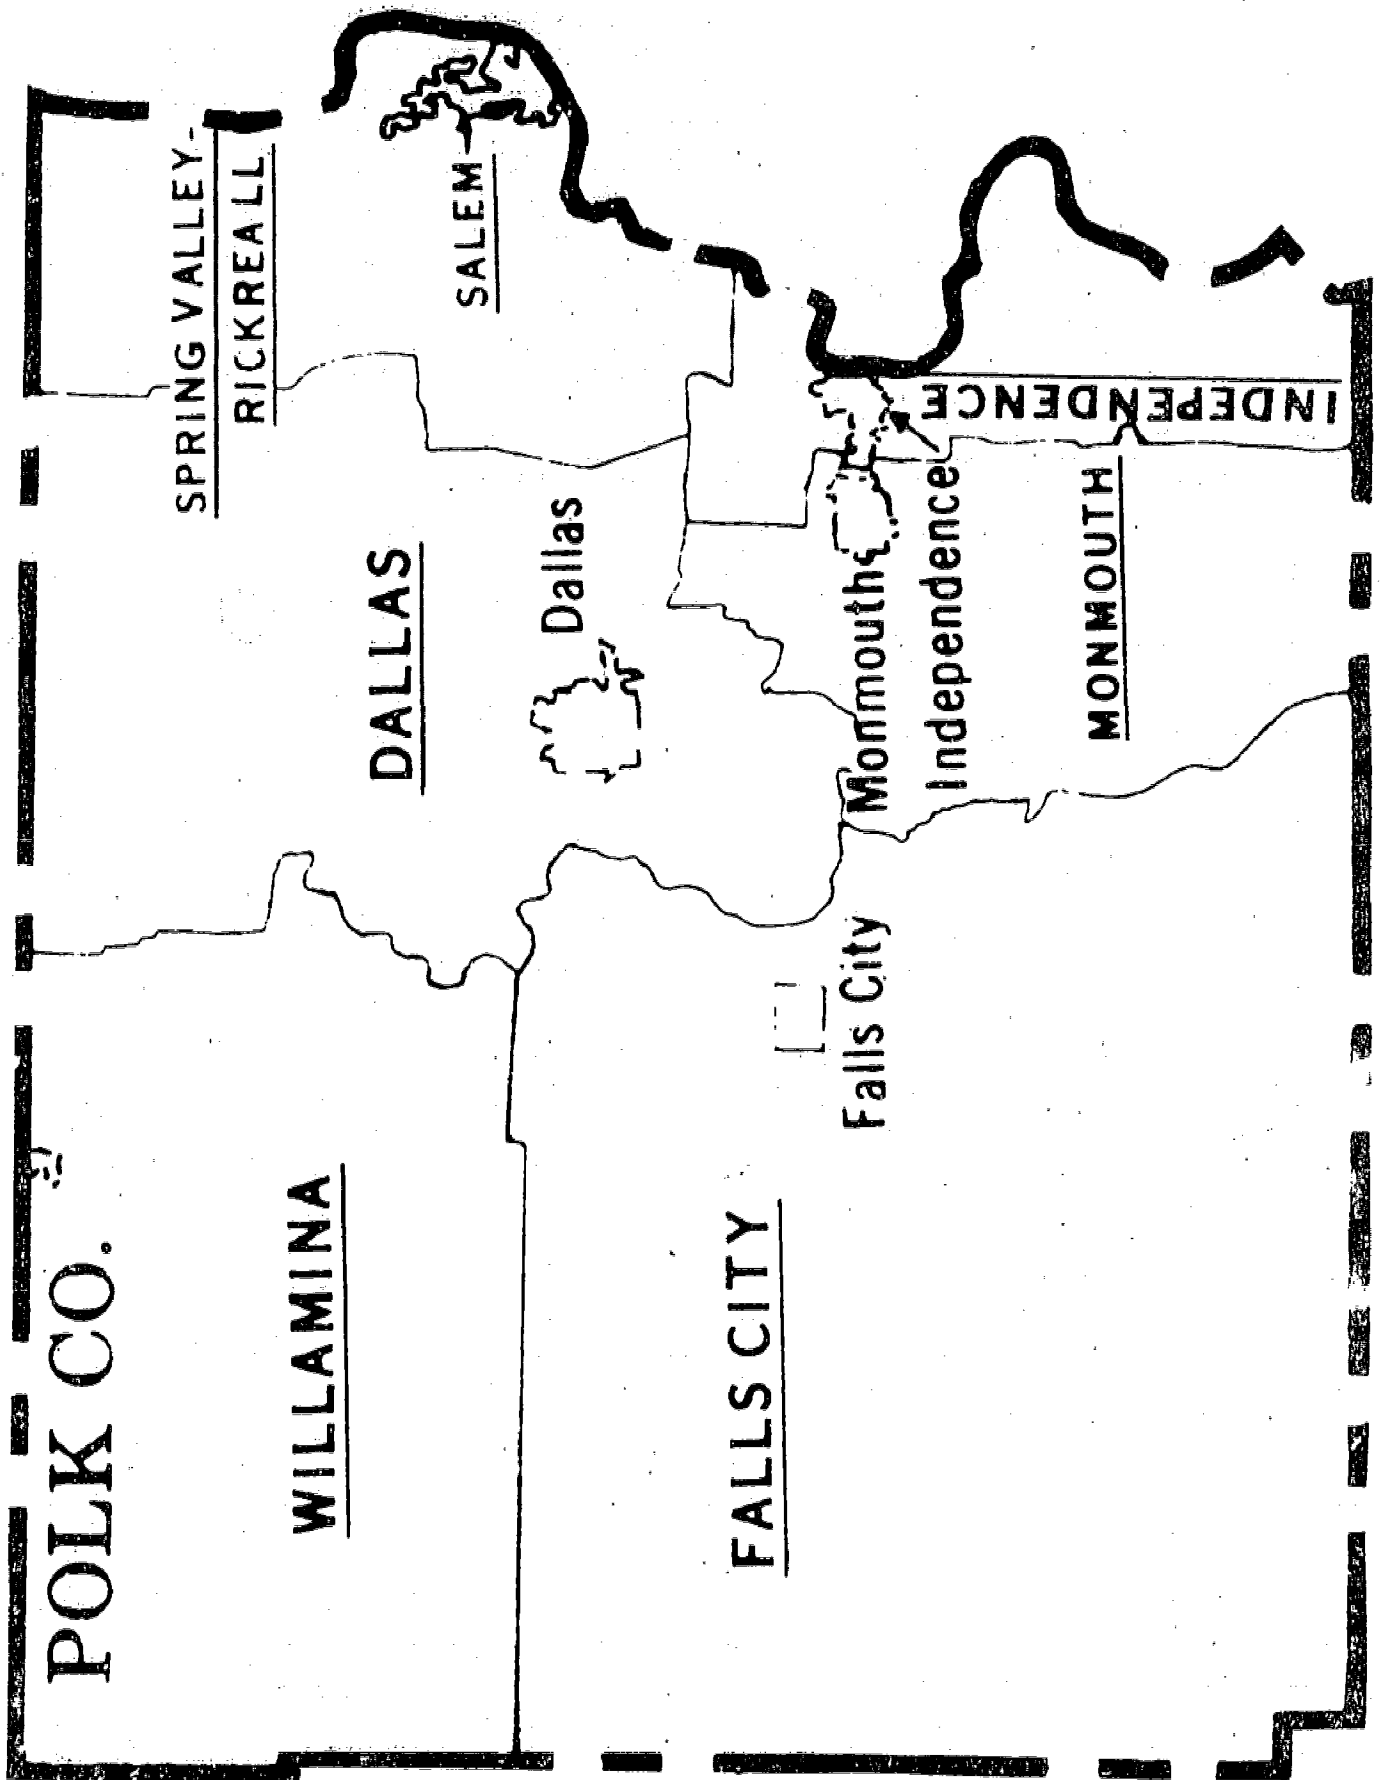 POLK CO.
WILLAMINA
FALLS CITY
Falls City
DALLAS
Dallas
SPRING VALLEY-
RICKREALL
SALEM
Monmouth
Independence
MONMOUTH
INDEPENDENCE